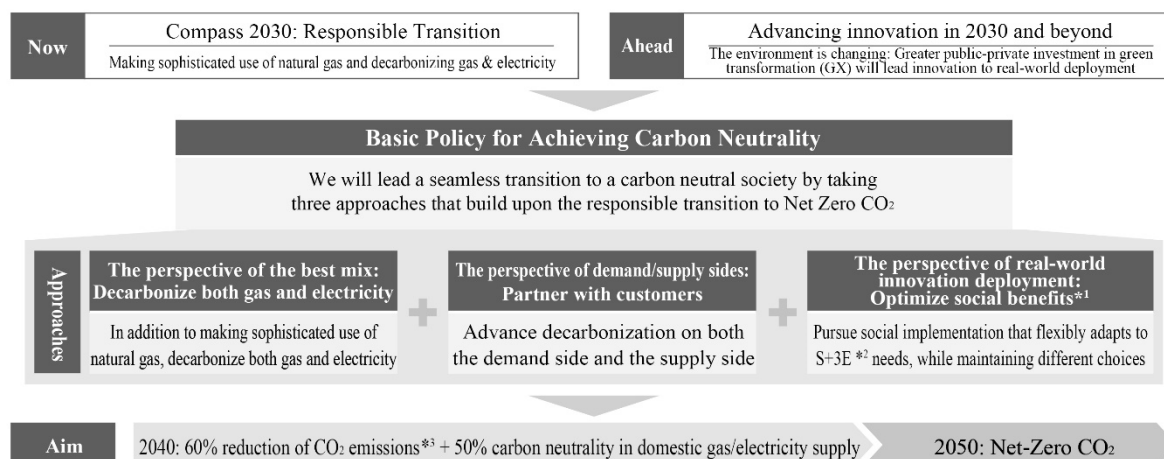 Now
Compass 2030: Responsible Transition
Making sophisticated use of natural gas and decarbonizing gas & electricity
Ahead
Advancing innovation in 2030 and beyond
The environment is changing: Greater public-private investment in green
transformation (GX) will lead innovation to real-world deployment
Basic Policy for Achieving Carbon Neutrality
We will lead a seamless transition to a carbon neutral society by taking
three approaches that build upon the responsible transition to Net Zero CO₂
Approaches
The perspective of the best mix:
Decarbonize both gas and electricity
In addition to making sophisticated use of
natural gas, decarbonize both gas and electricity
The perspective of demand/supply sides:
Partner with customers
Advance decarbonization on both
the demand side and the supply side
The perspective of real-world
innovation deployment:
Optimize social benefits*¹
Pursue social implementation that flexibly adapts to
S+3E *² needs, while maintaining different choices
Aim
2040: 60% reduction of CO₂ emissions*³ + 50% carbon neutrality in domestic gas/electricity supply
2050: Net-Zero CO₂